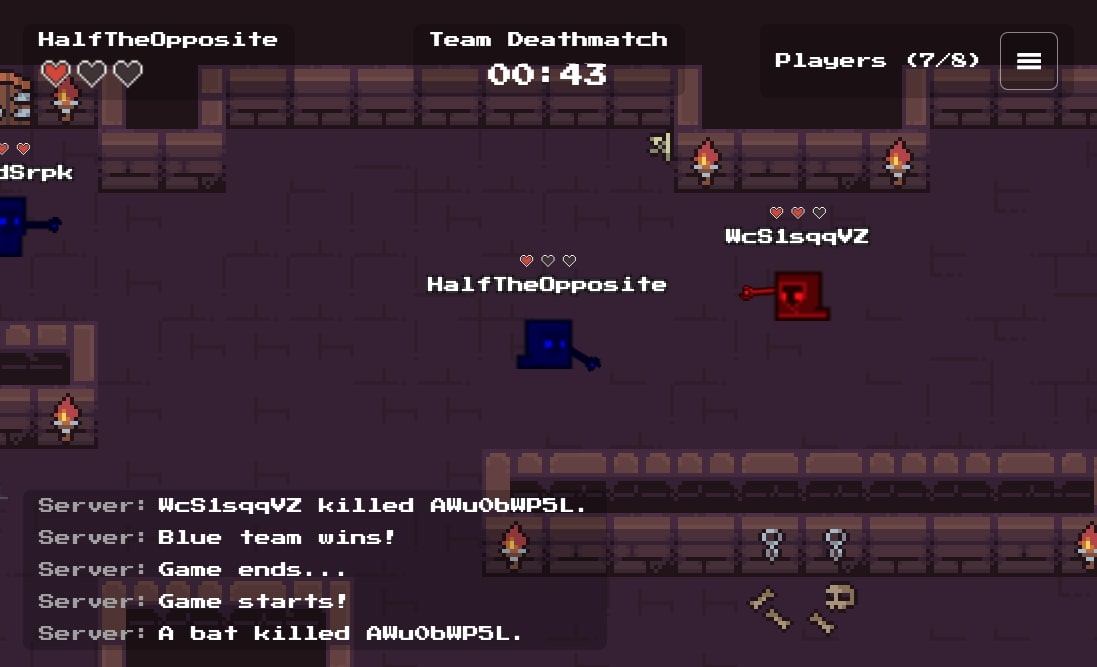 HalfTheOpposite
Team Deathmatch
00:43
Players (7/8)
dSrpk
WcS1sqqVZ
HalfTheOpposite
Server: WcS1sqqVZ killed AWuObWP5L.
Server: Blue team wins!
Server: Game ends...
Server: Game starts!
Server: A bat killed AWuObWP5L.